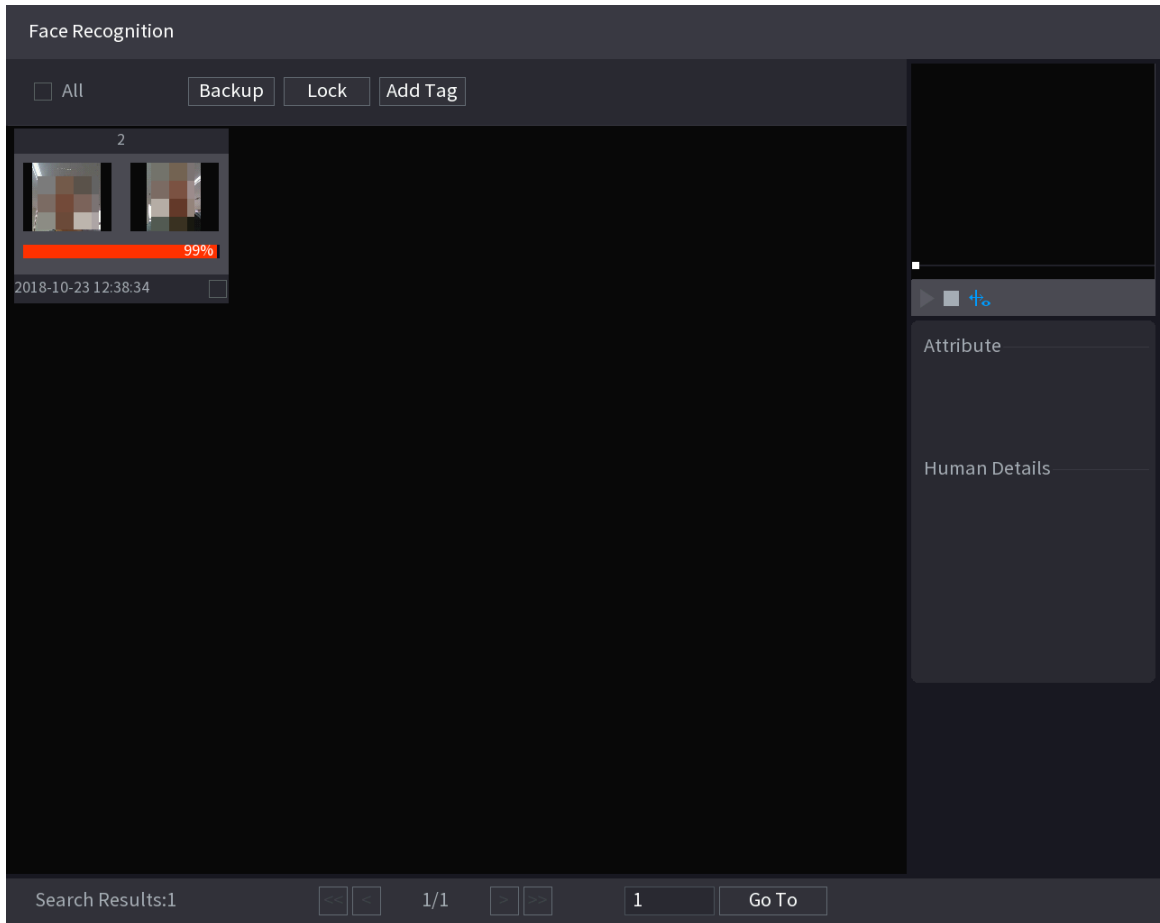 Face Recognition
All Backup Lock Add Tag
2
99%
2018-10-23 12:38:34
Attribute
Human Details
Search Results:1 << < 1/1 > >> 1 Go To